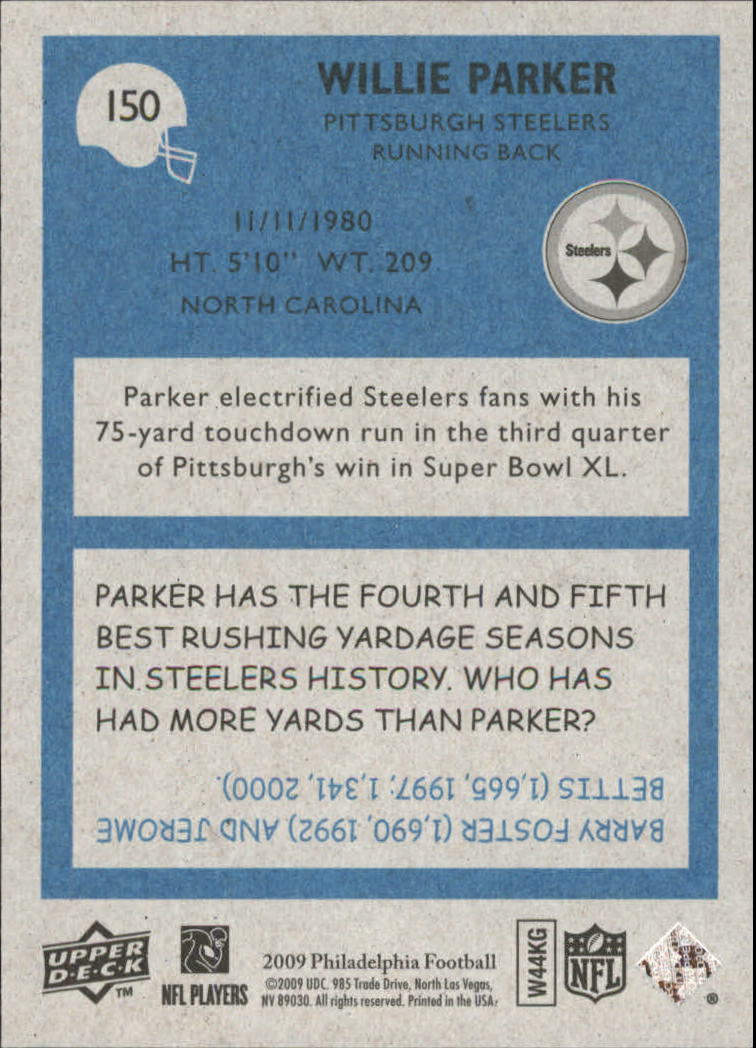 150
WILLIE PARKER
PITTSBURGH STEELERS
RUNNING BACK
11/11/1980
HT. 5'10" WT. 209
NORTH CAROLINA
Steelers
Parker electrified Steelers fans with his
75-yard touchdown run in the third quarter
of Pittsburgh's win in Super Bowl XL.
PARKER HAS THE FOURTH AND FIFTH
BEST RUSHING YARDAGE SEASONS
IN STEELERS HISTORY. WHO HAS
HAD MORE YARDS THAN PARKER?
BARRY FOSTER (1,690, 1992) AND JEROME
BETTIS (1,665, 1997; 1,341, 2000).
UPPER
D·E·C·K
TM
NFL PLAYERS
2009 Philadelphia Football
©2009 UDC. 985 Trade Drive, North Las Vegas,
NV 89030. All rights reserved. Printed in the USA.
W44KG
NFL
®